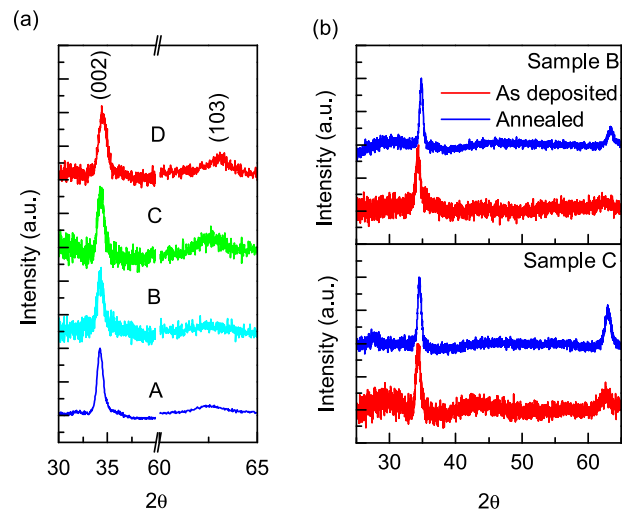 (a)
(002)
(103)
D
C
B
A
Intensity (a.u.)
30 35 60 65
2θ
(b)
Sample B
As deposited
Annealed
Intensity (a.u.)
Sample C
Intensity (a.u.)
30 40 50 60
2θ